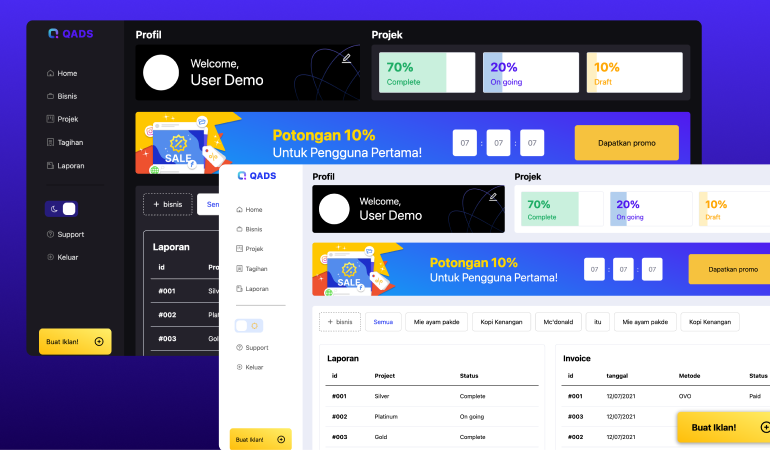 QADS
Profil
Projek
Home
Bisnis
Projek
Tagihan
Laporan
Support
Keluar
Buat Iklan!
Welcome,
User Demo
70%
Complete
20%
On going
10%
Draft
SALE
Potongan 10%
Untuk Pengguna Pertama!
07 : 07 : 07
Dapatkan promo
+ bisnis
Laporan
id
#001
#002
#003
QADS
Profil
Projek
Home
Bisnis
Projek
Tagihan
Laporan
Support
Keluar
Buat Iklan!
Welcome,
User Demo
70%
Complete
20%
On going
10%
Draft
SALE
Potongan 10%
Untuk Pengguna Pertama!
07 : 07 : 07
Dapatkan promo
+ bisnis Semua Mie ayam pakde Kopi Kenangan Mc'donald itu Mie ayam pakde Kopi Kenangan
Laporan
id Project Status
#001 Silver Complete
#002 Platinum On going
#003 Gold Complete
Invoice
id tanggal Metode Status
#001 12/07/2021 OVO Paid
#003 12/07/2021
#002 12/07/2021
Buat Iklan!